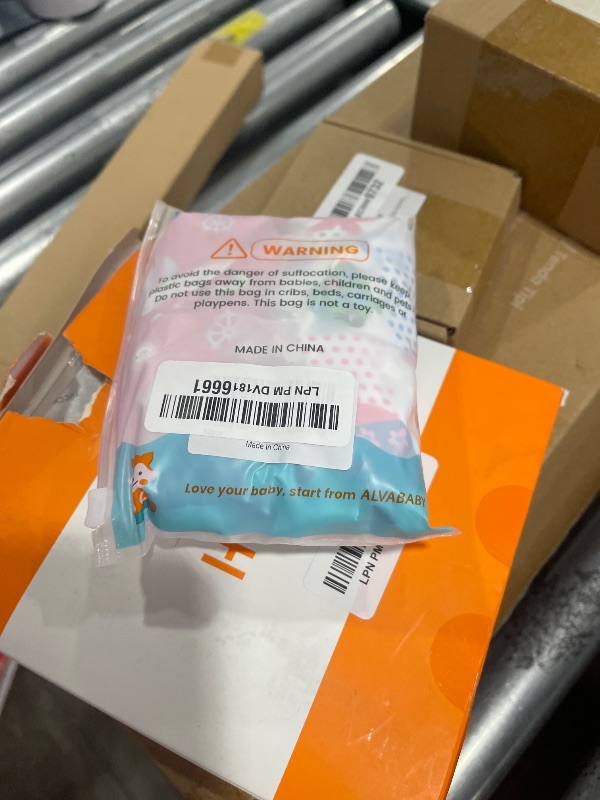 WARNING
To avoid the danger of suffocation, please keep
plastic bags away from babies, children and pets.
Do not use this bag in cribs, beds, carriages or
playpens. This bag is not a toy.
MADE IN CHINA
LPN PM DV1816661
Made in China
Love your baby, start from ALVABABY
LPN PM